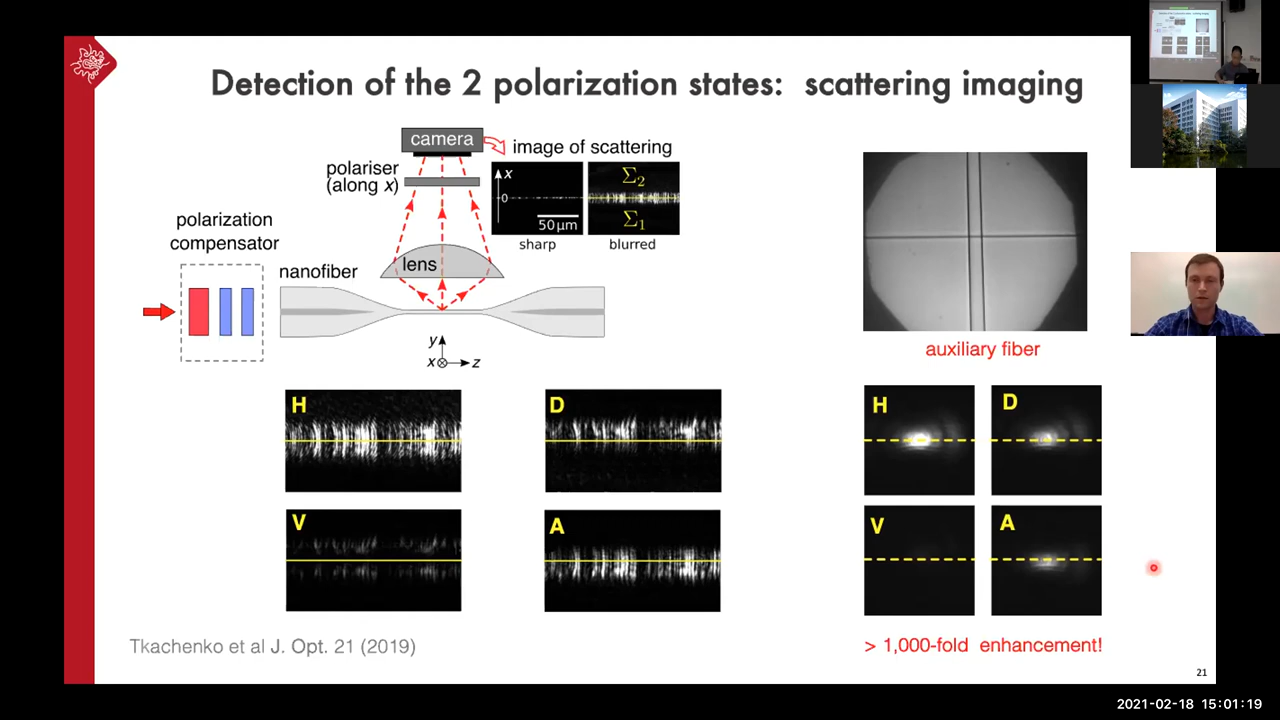 Detection of the 2 polarization states: scattering imaging
camera
image of scattering
polariser
(along x)
x
0
50 µm
Σ2
Σ1
sharp
blurred
polarization
compensator
nanofiber
lens
y
x
z
auxiliary fiber
H
D
V
A
H
D
V
A
Tkachenko et al J. Opt. 21 (2019)
> 1,000-fold enhancement!
21
2021-02-18 15:01:19